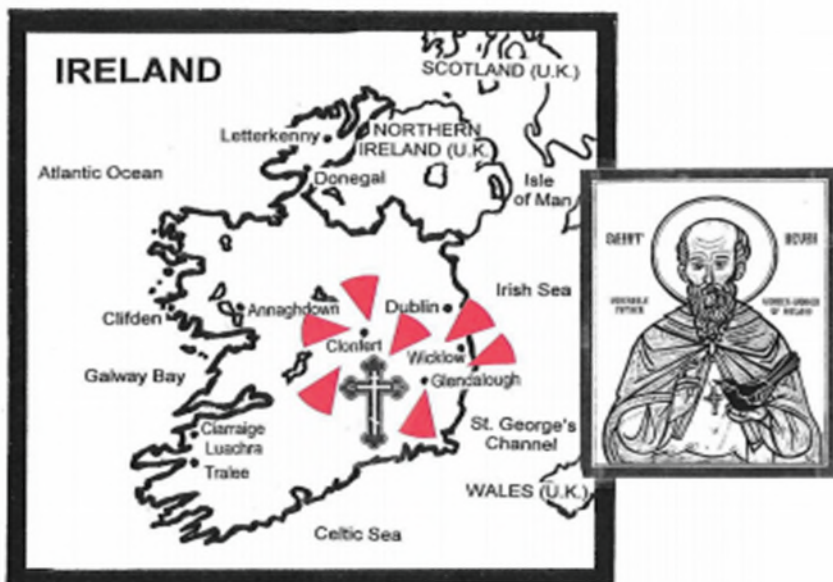 IRELAND
SCOTLAND (U.K.)
Letterkenny
NORTHERN
IRELAND (U.K.
Atlantic Ocean
Donegal
Isle
of Man
SAINT
Irish Sea
Annaghdown
Dublin
Clifden
Clonfert
Wicklow
Galway Bay
Glendalough
St. George's
Channel
Ciarraige
Luachra
Tralee
WALES (U.K.)
Celtic Sea